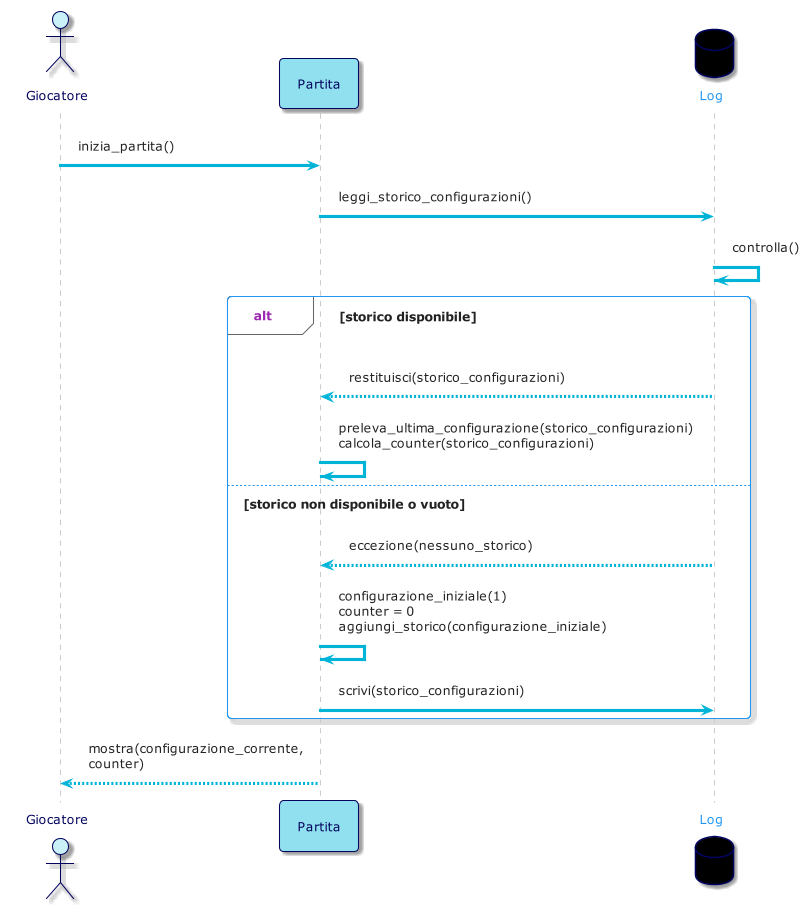 Giocatore
Partita
Log
inizia_partita()
leggi_storico_configurazioni()
controlla()
alt
[storico disponibile]
restituisci(storico_configurazioni)
preleva_ultima_configurazione(storico_configurazioni)
calcola_counter(storico_configurazioni)
[storico non disponibile o vuoto]
eccezione(nessuno_storico)
configurazione_iniziale(1)
counter = 0
aggiungi_storico(configurazione_iniziale)
scrivi(storico_configurazioni)
mostra(configurazione_corrente,
counter)
Giocatore
Partita
Log